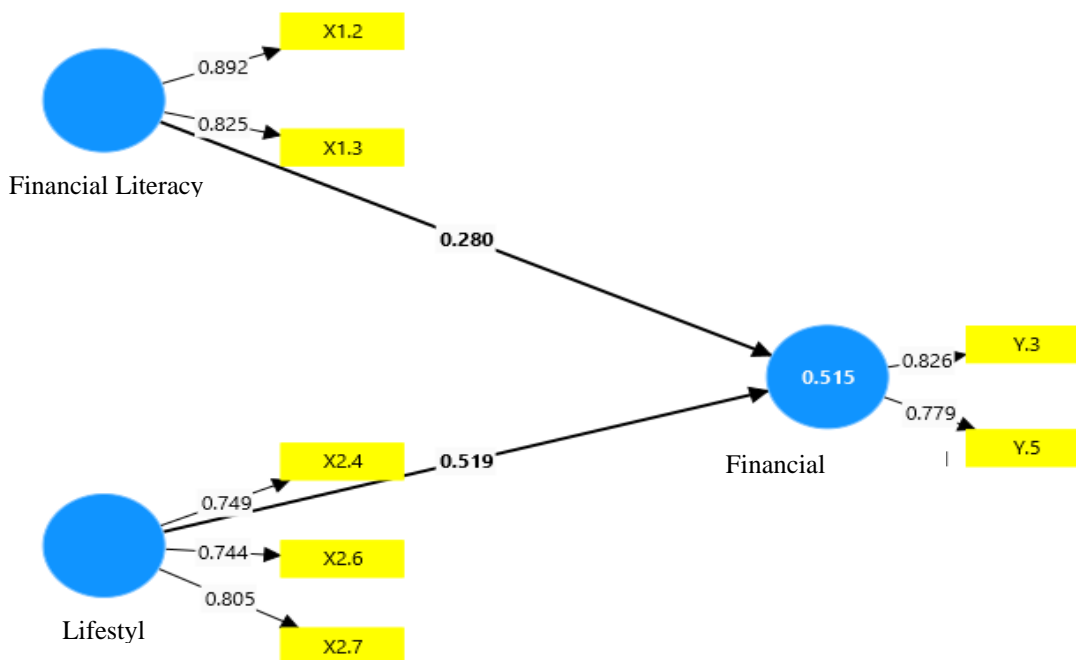 X1.2
0.892
0.825
X1.3
Financial Literacy
0.280
Y.3
0.826
0.515
0.779
Y.5
X2.4
0.519
Financial
0.749
0.744
X2.6
0.805
Lifestyl
X2.7